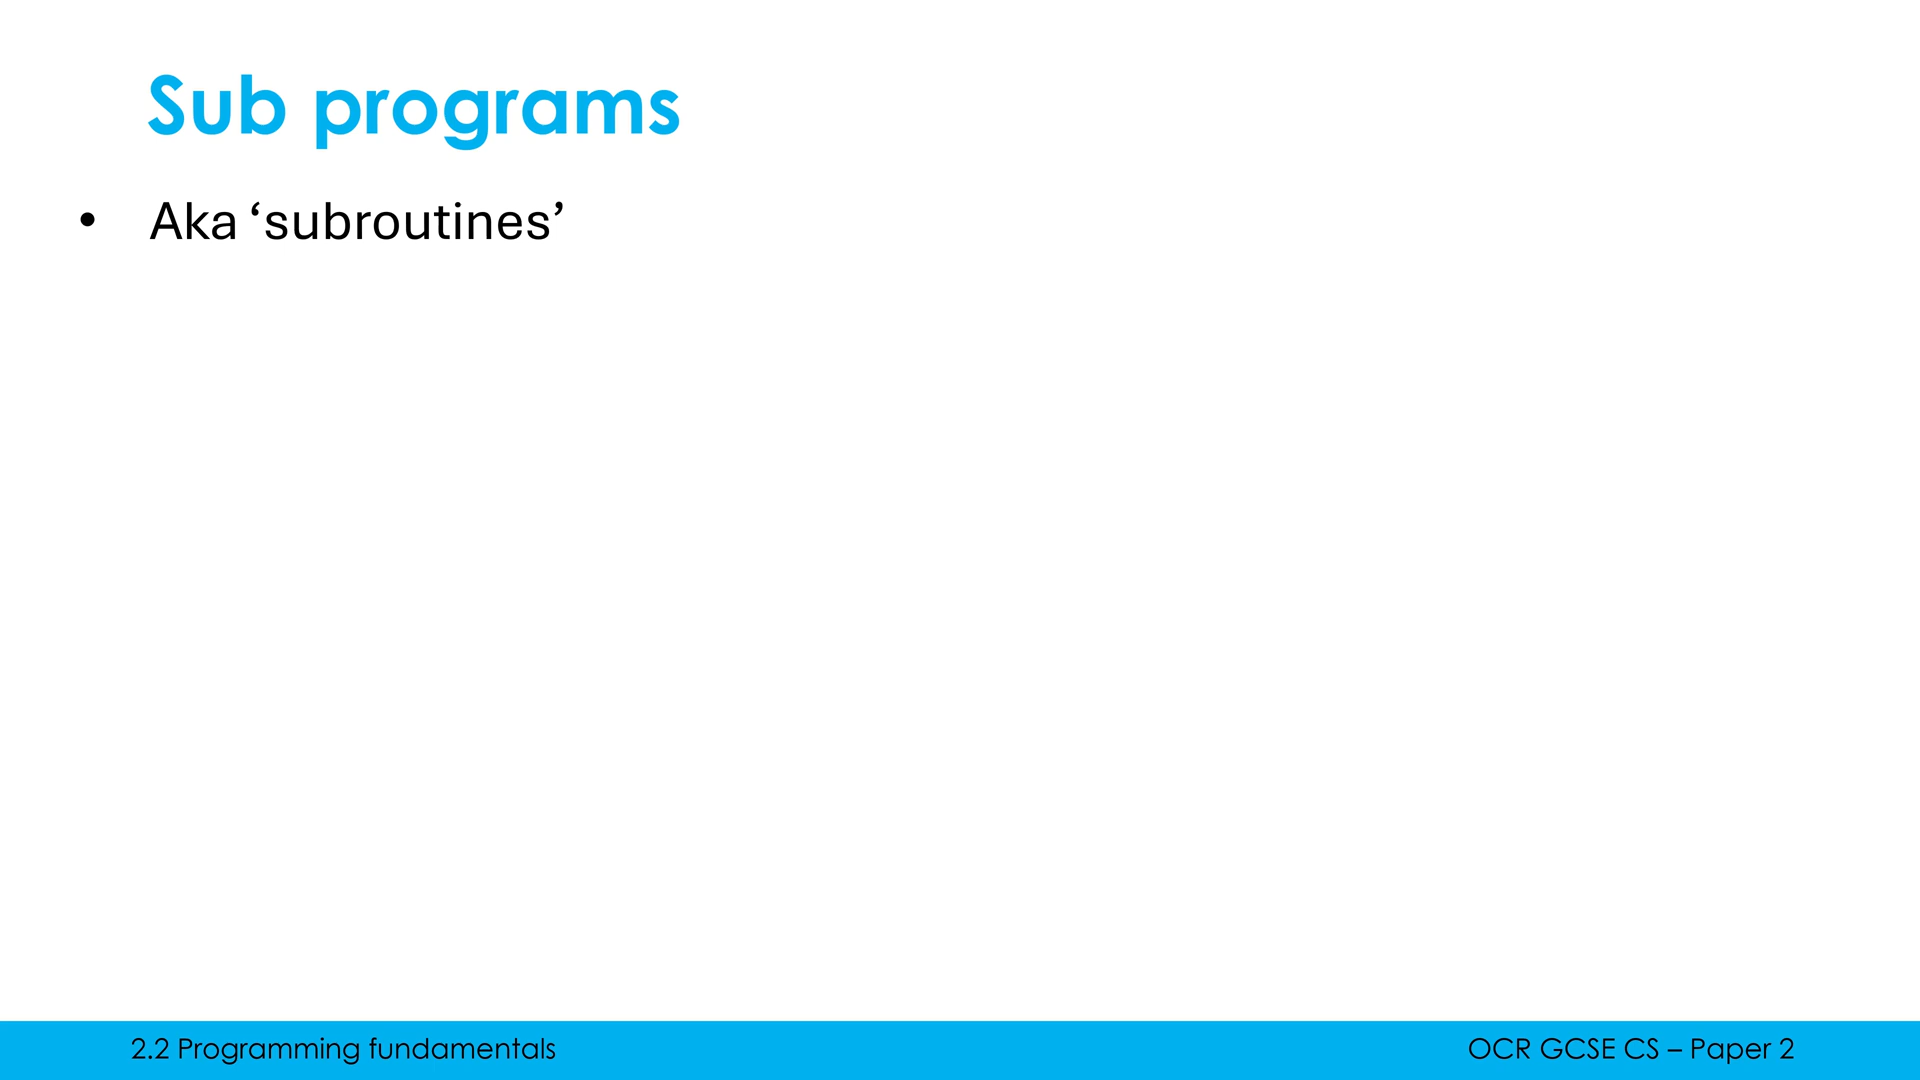 Sub programs
• Aka ‘subroutines’
2.2 Programming fundamentals
OCR GCSE CS – Paper 2